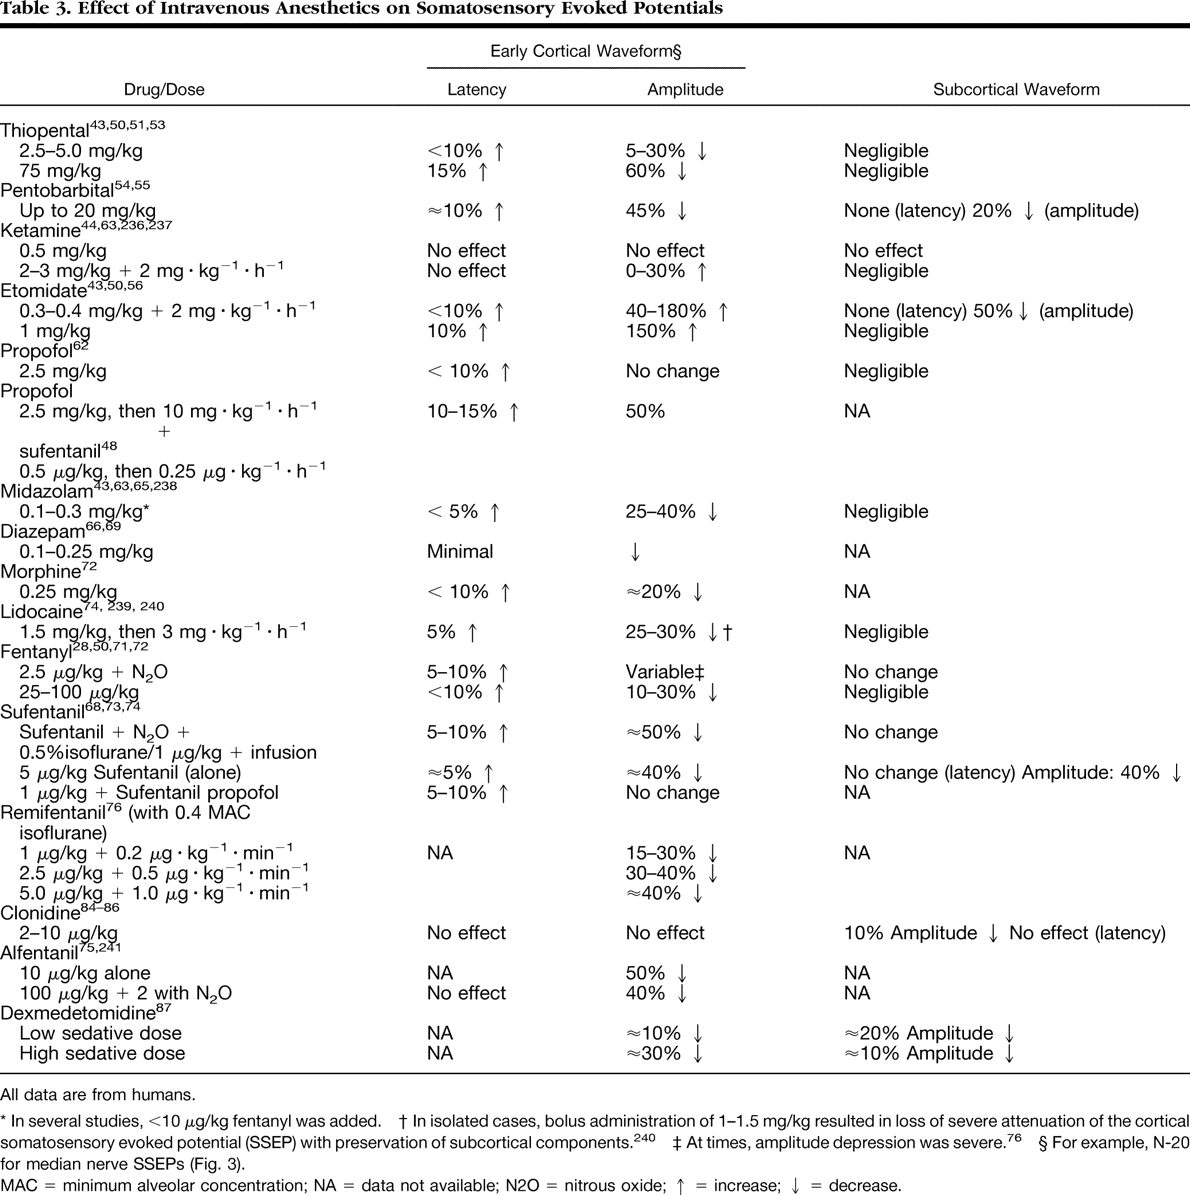 Table 3. Effect of Intravenous Anesthetics on Somatosensory Evoked Potentials
Early Cortical Waveform§
Drug/Dose Latency Amplitude Subcortical Waveform
Thiopental43,50,51,53
2.5–5.0 mg/kg <10% ↑ 5–30% ↓ Negligible
75 mg/kg 15% ↑ 60% ↓ Negligible
Pentobarbital54,55
Up to 20 mg/kg ≈10% ↑ 45% ↓ None (latency) 20% ↓ (amplitude)
Ketamine44,63,236,237
0.5 mg/kg No effect No effect No effect
2–3 mg/kg + 2 mg · kg−1 · h−1 No effect 0–30% ↑ Negligible
Etomidate43,50,56
0.3–0.4 mg/kg + 2 mg · kg−1 · h−1 <10% ↑ 40–180% ↑ None (latency) 50%↓ (amplitude)
1 mg/kg 10% ↑ 150% ↑ Negligible
Propofol62
2.5 mg/kg < 10% ↑ No change Negligible
Propofol
2.5 mg/kg, then 10 mg · kg−1 · h−1 10–15% ↑ 50% NA
+
sufentanil48
0.5 μg/kg, then 0.25 μg · kg−1 · h−1
Midazolam43,63,65,238
0.1–0.3 mg/kg* < 5% ↑ 25–40% ↓ Negligible
Diazepam66,69
0.1–0.25 mg/kg Minimal ↓ NA
Morphine72
0.25 mg/kg < 10% ↑ ≈20% ↓ NA
Lidocaine74, 239, 240
1.5 mg/kg, then 3 mg · kg−1 · h−1 5% ↑ 25–30% ↓† Negligible
Fentanyl28,50,71,72
2.5 μg/kg + N2O 5–10% ↑ Variable‡ No change
25–100 μg/kg <10% ↑ 10–30% ↓ Negligible
Sufentanil68,73,74
Sufentanil + N2O + 5–10% ↑ ≈50% ↓ No change
0.5%isoflurane/1 μg/kg + infusion
5 μg/kg Sufentanil (alone) ≈5% ↑ ≈40% ↓ No change (latency) Amplitude: 40% ↓
1 μg/kg + Sufentanil propofol 5–10% ↑ No change NA
Remifentanil76 (with 0.4 MAC
isoflurane)
1 μg/kg + 0.2 μg · kg−1 · min−1 NA 15–30% ↓ NA
2.5 μg/kg + 0.5 μg · kg−1 · min−1 30–40% ↓
5.0 μg/kg + 1.0 μg · kg−1 · min−1 ≈40% ↓
Clonidine84–86
2–10 μg/kg No effect No effect 10% Amplitude ↓ No effect (latency)
Alfentanil75,241
10 μg/kg alone NA 50% ↓ NA
100 μg/kg + 2 with N2O No effect 40% ↓ NA
Dexmedetomidine87
Low sedative dose NA ≈10% ↓ ≈20% Amplitude ↓
High sedative dose NA ≈30% ↓ ≈10% Amplitude ↓
All data are from humans.
* In several studies, <10 μg/kg fentanyl was added. † In isolated cases, bolus administration of 1–1.5 mg/kg resulted in loss of severe attenuation of the cortical
somatosensory evoked potential (SSEP) with preservation of subcortical components.240 ‡ At times, amplitude depression was severe.76 § For example, N-20
for median nerve SSEPs (Fig. 3).
MAC = minimum alveolar concentration; NA = data not available; N2O = nitrous oxide; ↑ = increase; ↓ = decrease.